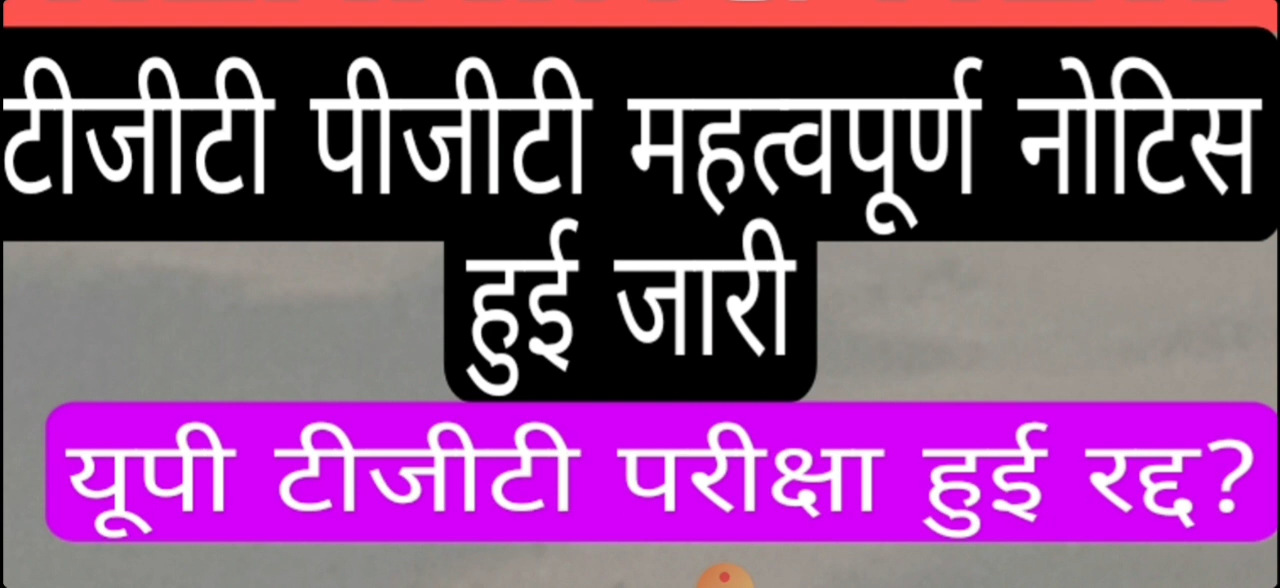 टीजीटी पीजीटी महत्वपूर्ण नोटिस
हुई जारी
यूपी टीजीटी परीक्षा हुई रद्द?